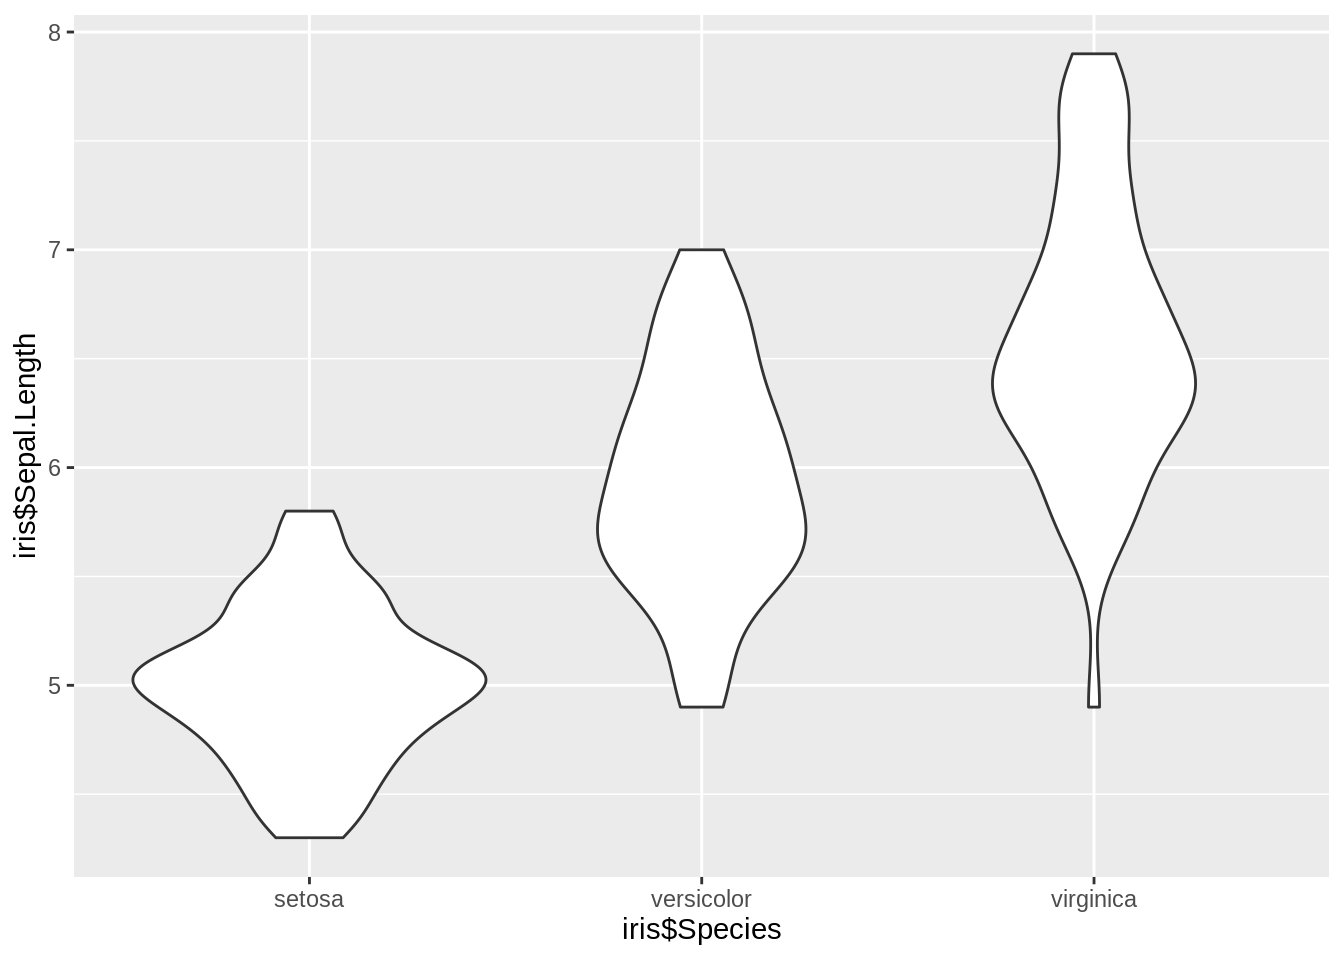 8
7
6
5
iris$Sepal.Length
setosa
versicolor
virginica
iris$Species